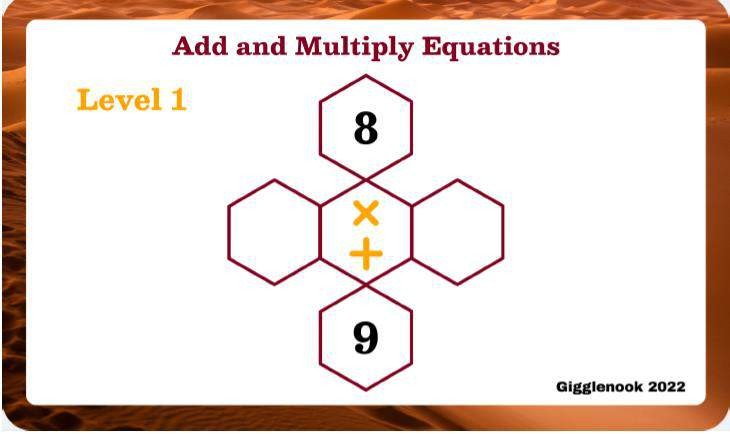 Add and Multiply Equations
Level 1
8
×
+
9
Gigglenook 2022